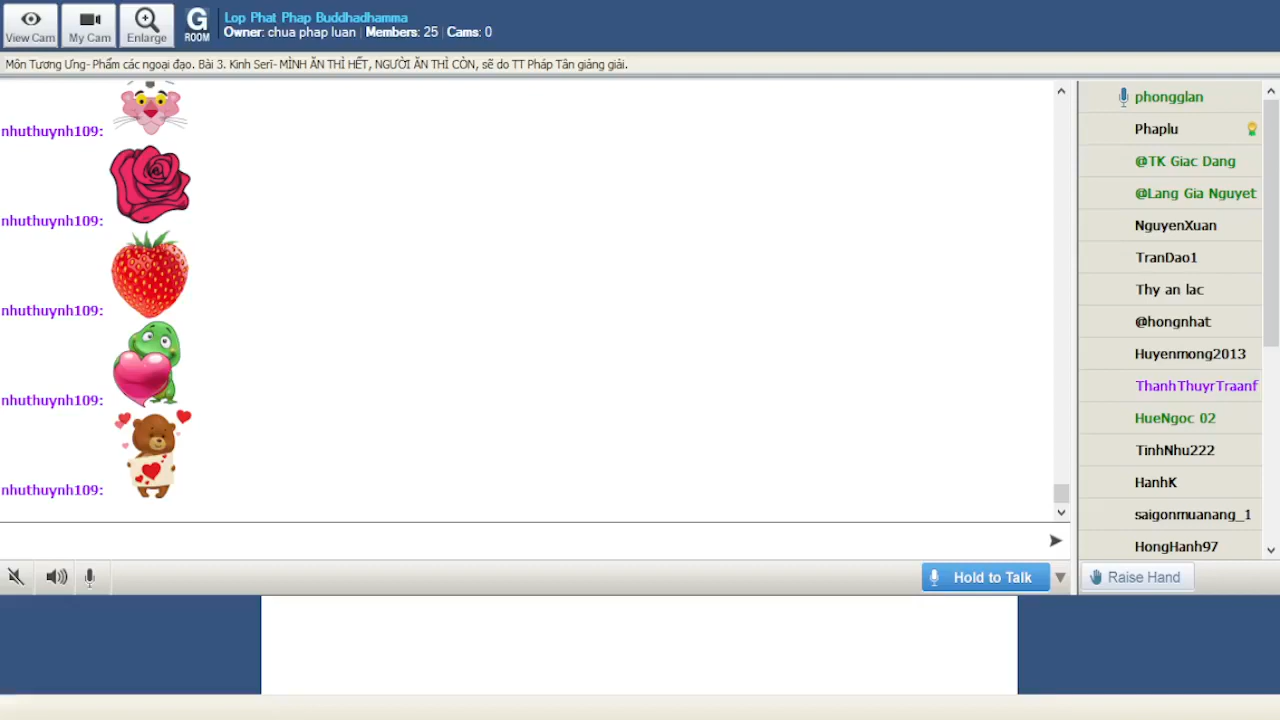 View Cam
My Cam
Enlarge
G
ROOM
Lop Phat Phap Buddhadhamma
Owner: chua phap luan | Members: 25 | Cams: 0
Môn Tương Ưng- Phẩm các ngoại đạo. Bài 3. Kinh Serī- MÌNH ĂN THÌ HẾT, NGƯỜI ĂN THÌ CÒN, sẽ do TT Pháp Tân giảng giải.
nhuthuynh109:
nhuthuynh109:
nhuthuynh109:
nhuthuynh109:
nhuthuynh109:
phongglan
Phaplu
@TK Giac Dang
@Lang Gia Nguyet
NguyenXuan
TranDao1
Thy an lac
@hongnhat
Huyenmong2013
ThanhThuyrTraanf
HueNgoc 02
TinhNhu222
HanhK
saigonmuanang_1
HongHanh97
Hold to Talk
Raise Hand